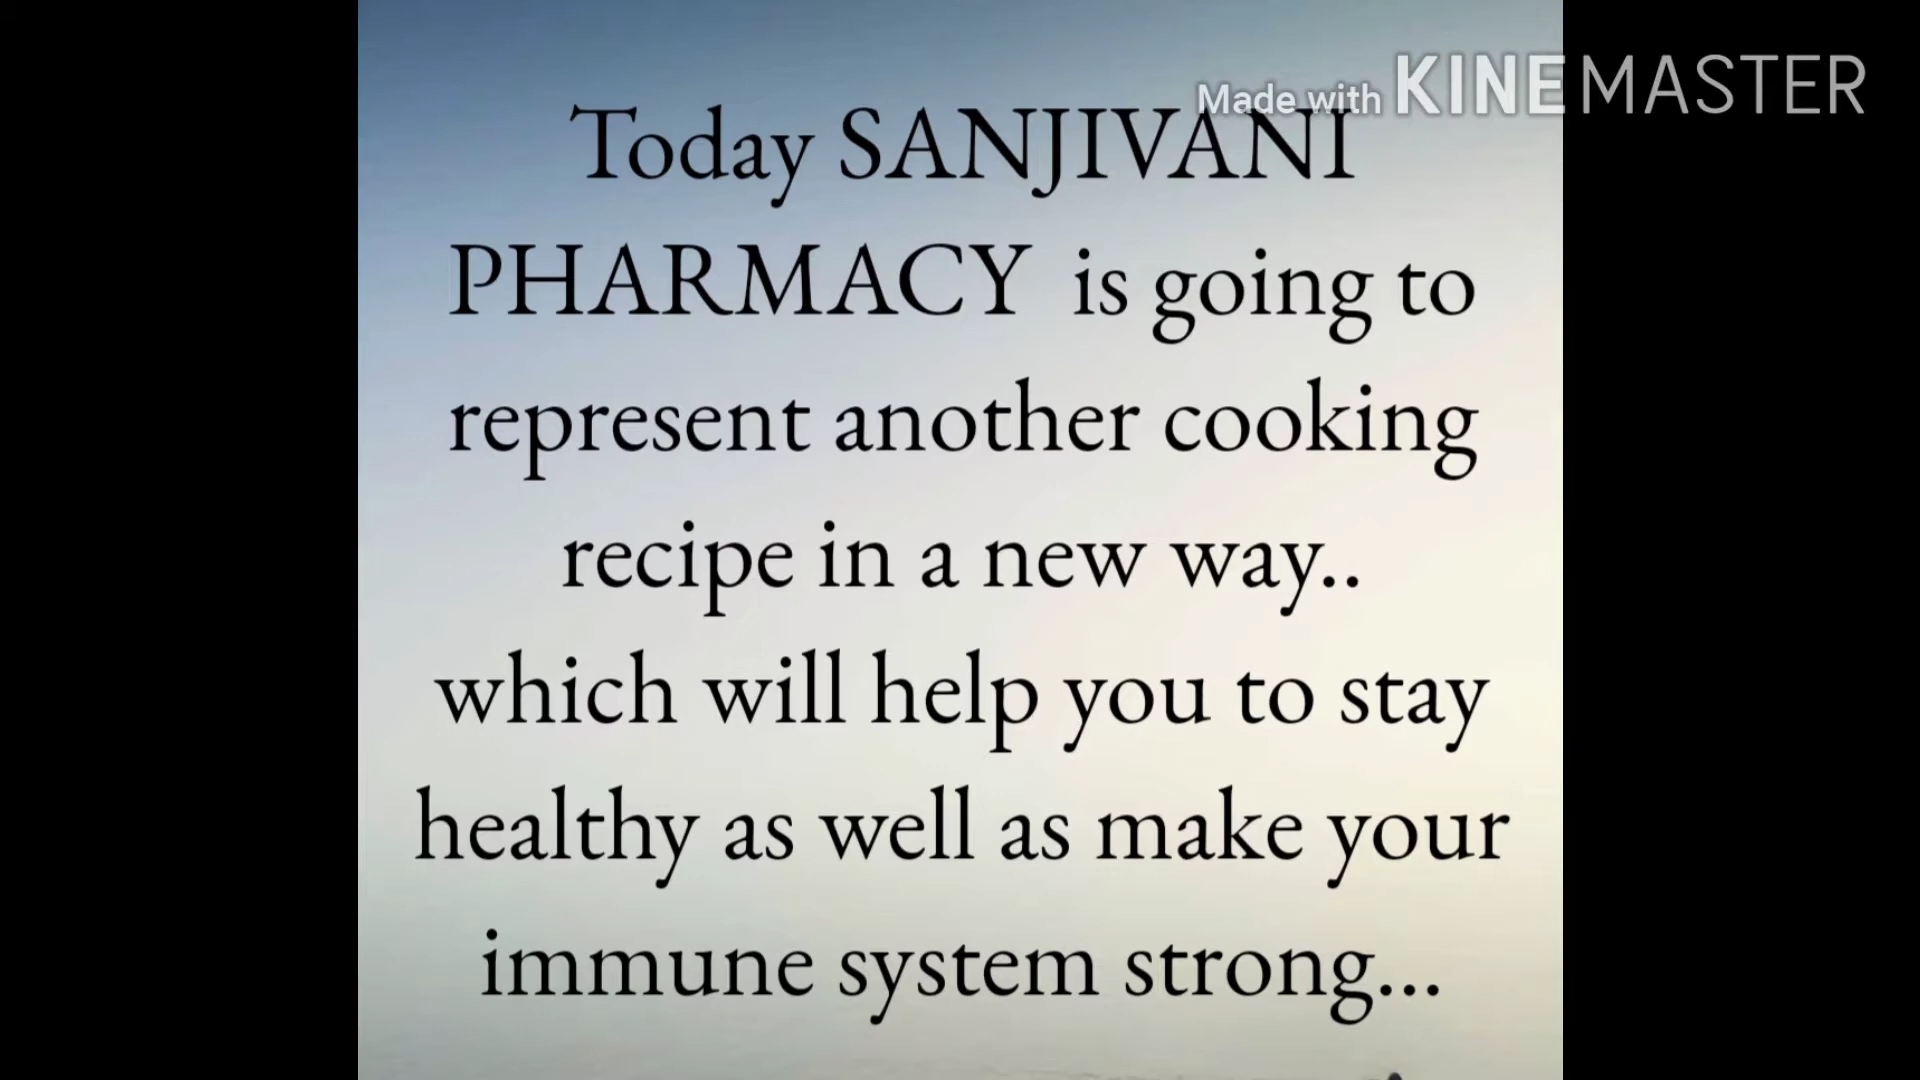 Made with KINEMASTER
Today SANJIVANI
PHARMACY is going to
represent another cooking
recipe in a new way..
which will help you to stay
healthy as well as make your
immune system strong...